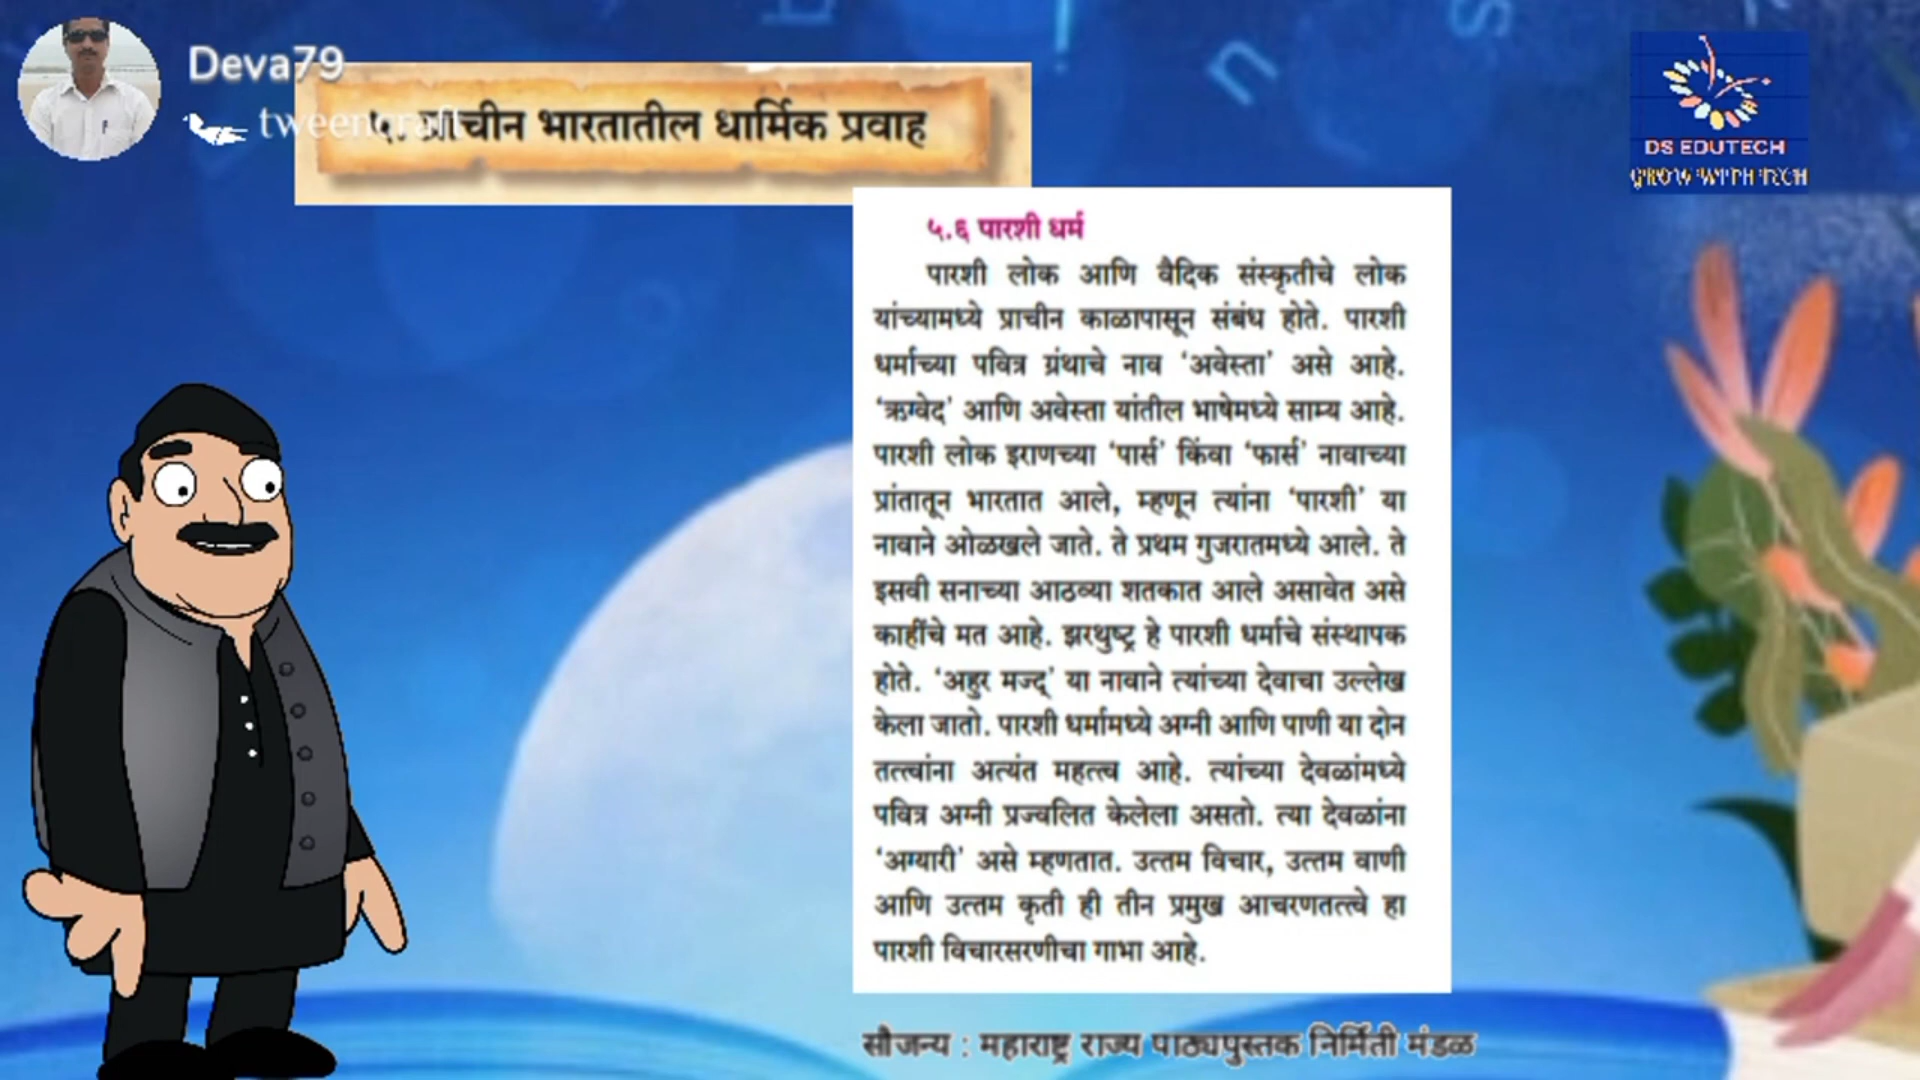 Deva79
tweencraft
५. प्राचीन भारतातील धार्मिक प्रवाह
DS EDUTECH
GROW WITH TECH
५.६ पारशी धर्म
पारशी लोक आणि वैदिक संस्कृतीचे लोक
यांच्यामध्ये प्राचीन काळापासून संबंध होते. पारशी
धर्माच्या पवित्र ग्रंथाचे नाव ‘अवेस्ता’ असे आहे.
‘ऋग्वेद’ आणि अवेस्ता यांतील भाषेमध्ये साम्य आहे.
पारशी लोक इराणच्या ‘पार्स’ किंवा ‘फार्स’ नावाच्या
प्रांतातून भारतात आले, म्हणून त्यांना ‘पारशी’ या
नावाने ओळखले जाते. ते प्रथम गुजरातमध्ये आले. ते
इसवी सनाच्या आठव्या शतकात आले असावेत असे
काहींचे मत आहे. झरथुष्ट्र हे पारशी धर्माचे संस्थापक
होते. ‘अहुर मज्द्’ या नावाने त्यांच्या देवाचा उल्लेख
केला जातो. पारशी धर्मामध्ये अग्नी आणि पाणी या दोन
तत्त्वांना अत्यंत महत्त्व आहे. त्यांच्या देवळांमध्ये
पवित्र अग्नी प्रज्वलित केलेला असतो. त्या देवळांना
‘अग्यारी’ असे म्हणतात. उत्तम विचार, उत्तम वाणी
आणि उत्तम कृती ही तीन प्रमुख आचरणतत्त्वे हा
पारशी विचारसरणीचा गाभा आहे.
सौजन्य : महाराष्ट्र राज्य पाठ्यपुस्तक निर्मिती मंडळ